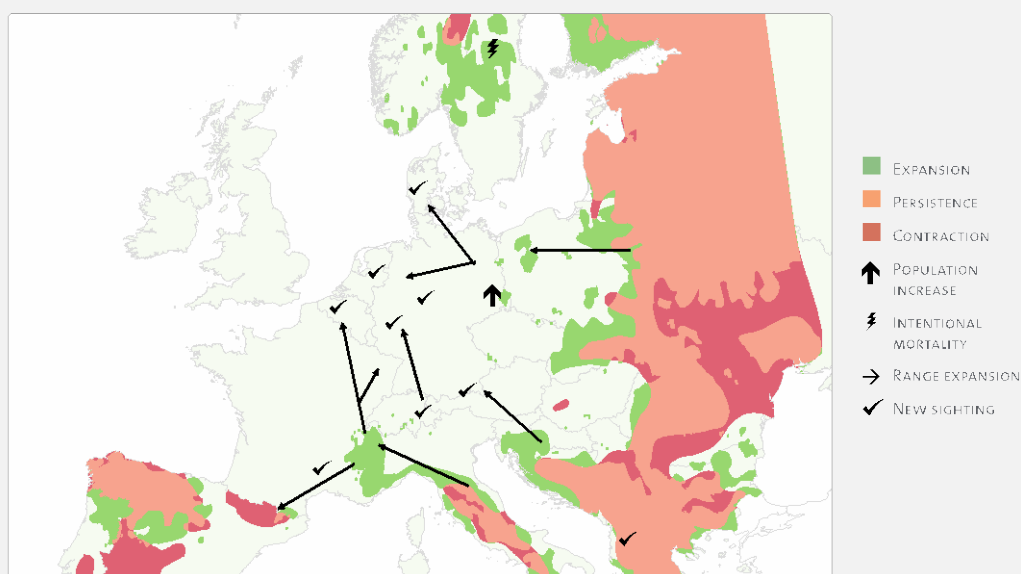 Expansion
Persistence
Contraction
Population
increase
Intentional
mortality
Range expansion
New sighting